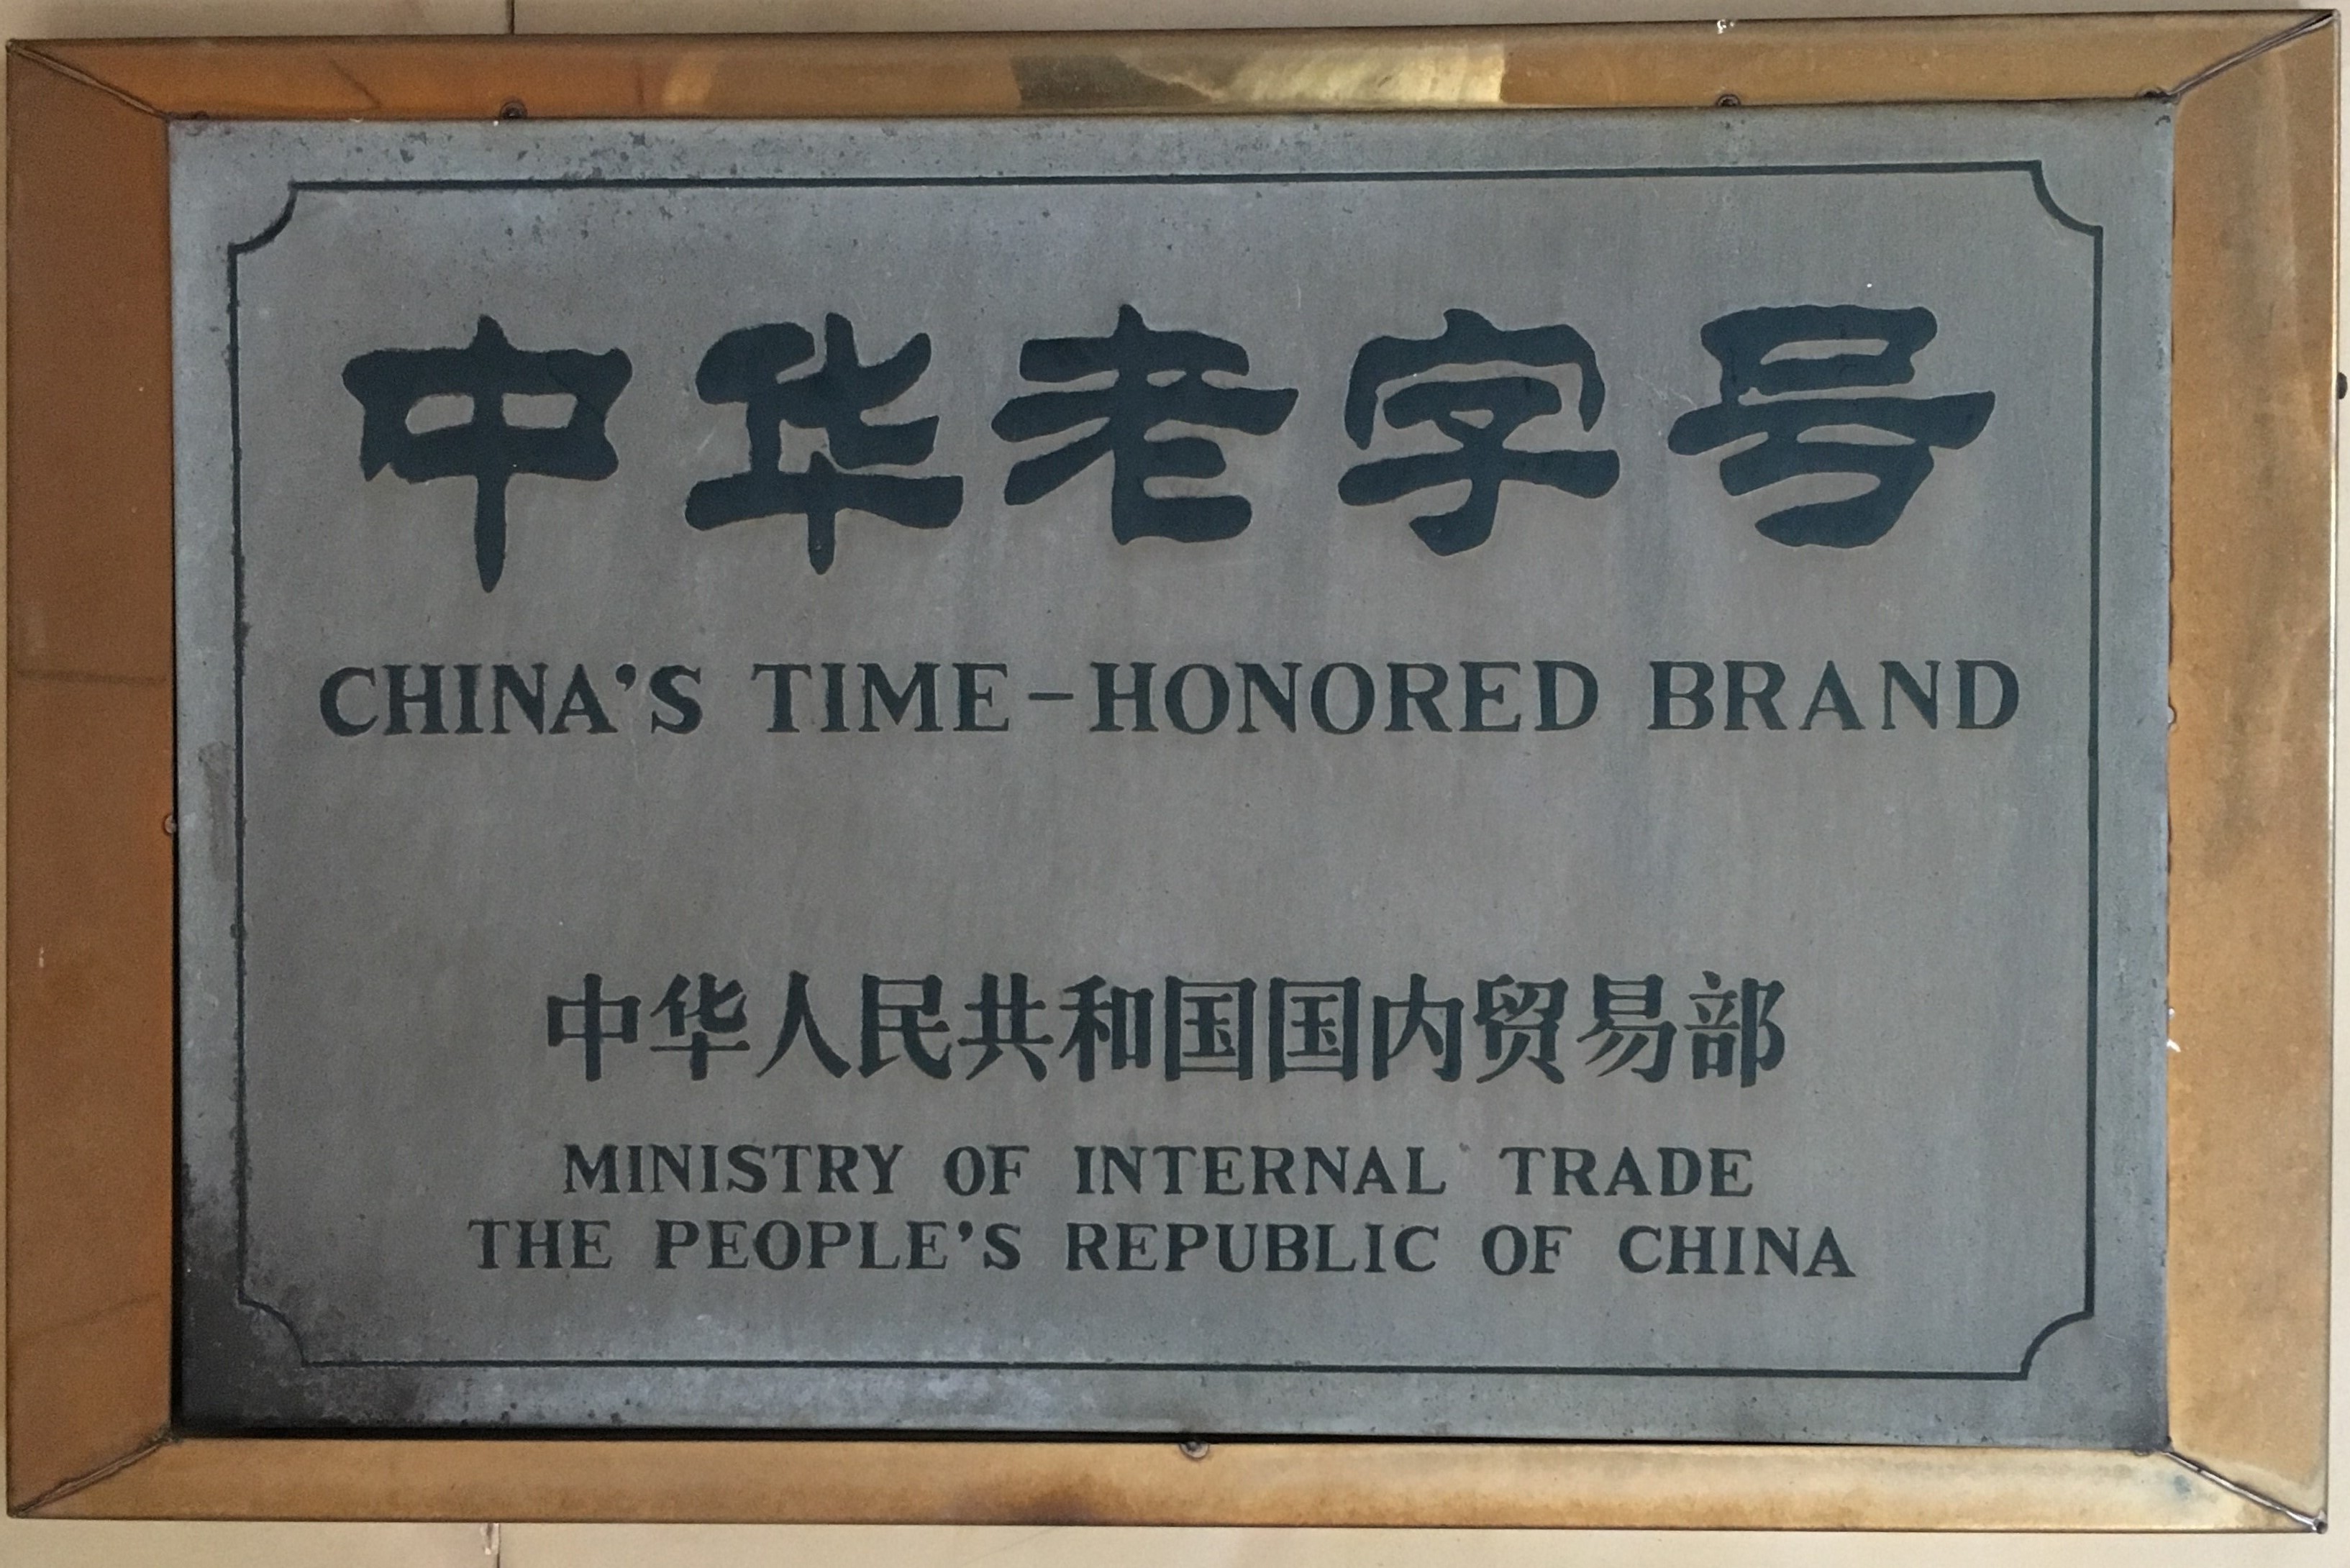 中华老字号
CHINA'S TIME-HONORED BRAND
中华人民共和国国内贸易部
MINISTRY OF INTERNAL TRADE
THE PEOPLE'S REPUBLIC OF CHINA